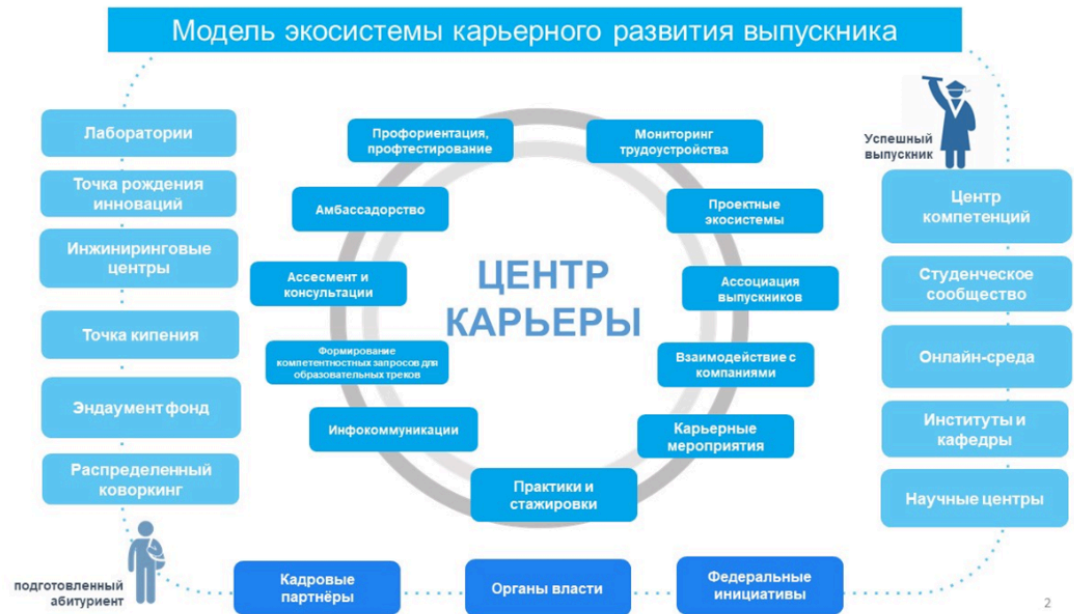 Модель экосистемы карьерного развития выпускника
Лаборатории
Точка рождения
инноваций
Инжиниринговые
центры
Точка кипения
Эндаумент фонд
Распределенный
коворкинг
подготовленный
абитуриент
Профориентация,
профтестирование
Амбассадорство
Ассесмент и
консультации
Формирование
компетентностных запросов для
образовательных треков
Инфокоммуникации
Практики и
стажировки
ЦЕНТР
КАРЬЕРЫ
Мониторинг
трудоустройства
Проектные
экосистемы
Ассоциация
выпускников
Взаимодействие с
компаниями
Карьерные
мероприятия
Успешный
выпускник
Центр
компетенций
Студенческое
сообщество
Онлайн-среда
Институты и
кафедры
Научные центры
Кадровые
партнёры
Органы власти
Федеральные
инициативы
2